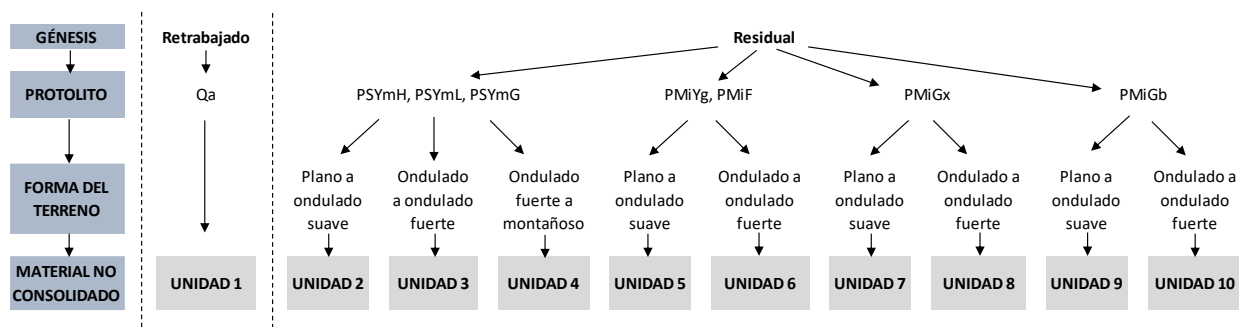 GÉNESIS
Retrabajado
Residual
PROTOLITO
Qa
PSYmH, PSYmL, PSYmG
PMiYg, PMiF
PMiGx
PMiGb
FORMA DEL
TERRENO
Plano a
ondulado
suave
Ondulado
a ondulado
fuerte
Ondulado
fuerte a
montañoso
Plano a
ondulado
suave
Ondulado a
ondulado
fuerte
Plano a
ondulado
suave
Ondulado a
ondulado
fuerte
Plano a
ondulado
suave
Ondulado a
ondulado
fuerte
MATERIAL NO
CONSOLIDADO
UNIDAD 1
UNIDAD 2
UNIDAD 3
UNIDAD 4
UNIDAD 5
UNIDAD 6
UNIDAD 7
UNIDAD 8
UNIDAD 9
UNIDAD 10